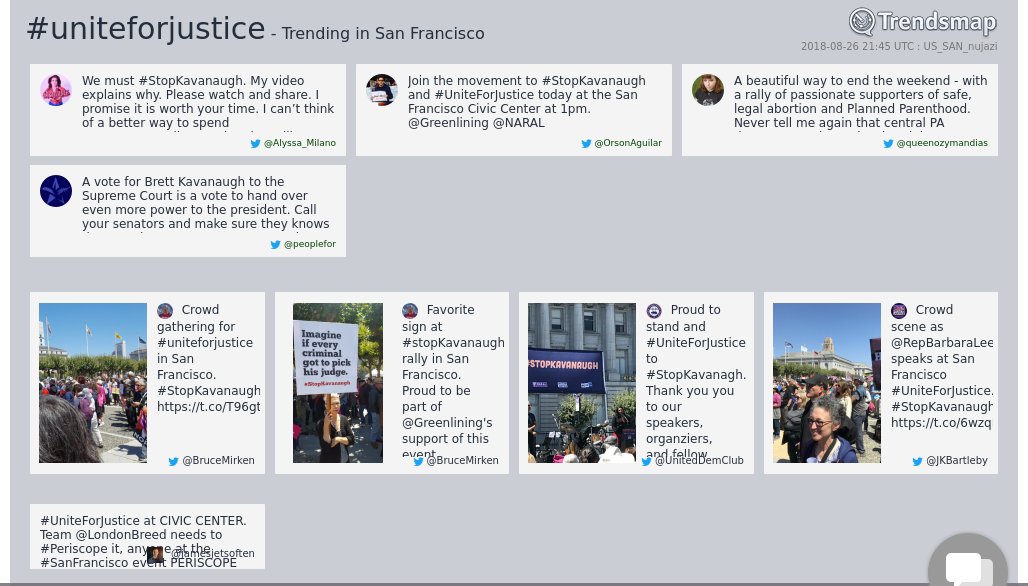 #uniteforjustice - Trending in San Francisco
Trendsmap
2018-08-26 21:45 UTC : US_SAN_nujazi
We must #StopKavanaugh. My video
explains why. Please watch and share. I
promise it is worth your time. I can’t think
of a better way to spend
@Alyssa_Milano
Join the movement to #StopKavanaugh
and #UniteForJustice today at the San
Francisco Civic Center at 1pm.
@Greenlining @NARAL
@OrsonAguilar
A beautiful way to end the weekend - with
a rally of passionate supporters of safe,
legal abortion and Planned Parenthood.
Never tell me again that central PA
@queenozymandias
A vote for Brett Kavanaugh to the
Supreme Court is a vote to hand over
even more power to the president. Call
your senators and make sure they knows
@peoplefor
Crowd
gathering for
#uniteforjustice
in San
Francisco.
#StopKavanaugh
https://t.co/T96gt
@BruceMirken
Imagine
if every
criminal
got to pick
his judge.
#StopKavanaugh
Favorite
sign at
#stopKavanaugh
rally in San
Francisco.
Proud to be
part of
@Greenlining's
support of this
event
@BruceMirken
#STOPKAVANAUGH
Proud to
stand and
#UniteForJustice
to
#StopKavanagh.
Thank you you
to our
speakers,
organziers,
and fellow
@UnitedDemClub
Crowd
scene as
@RepBarbaraLee
speaks at San
Francisco
#UniteForJustice.
#StopKavanaugh
https://t.co/6wzq
@JKBartleby
#UniteForJustice at CIVIC CENTER.
Team @LondonBreed needs to
#Periscope it, anyone at the
@jamesjetsoften
#SanFrancisco event PERISCOPE